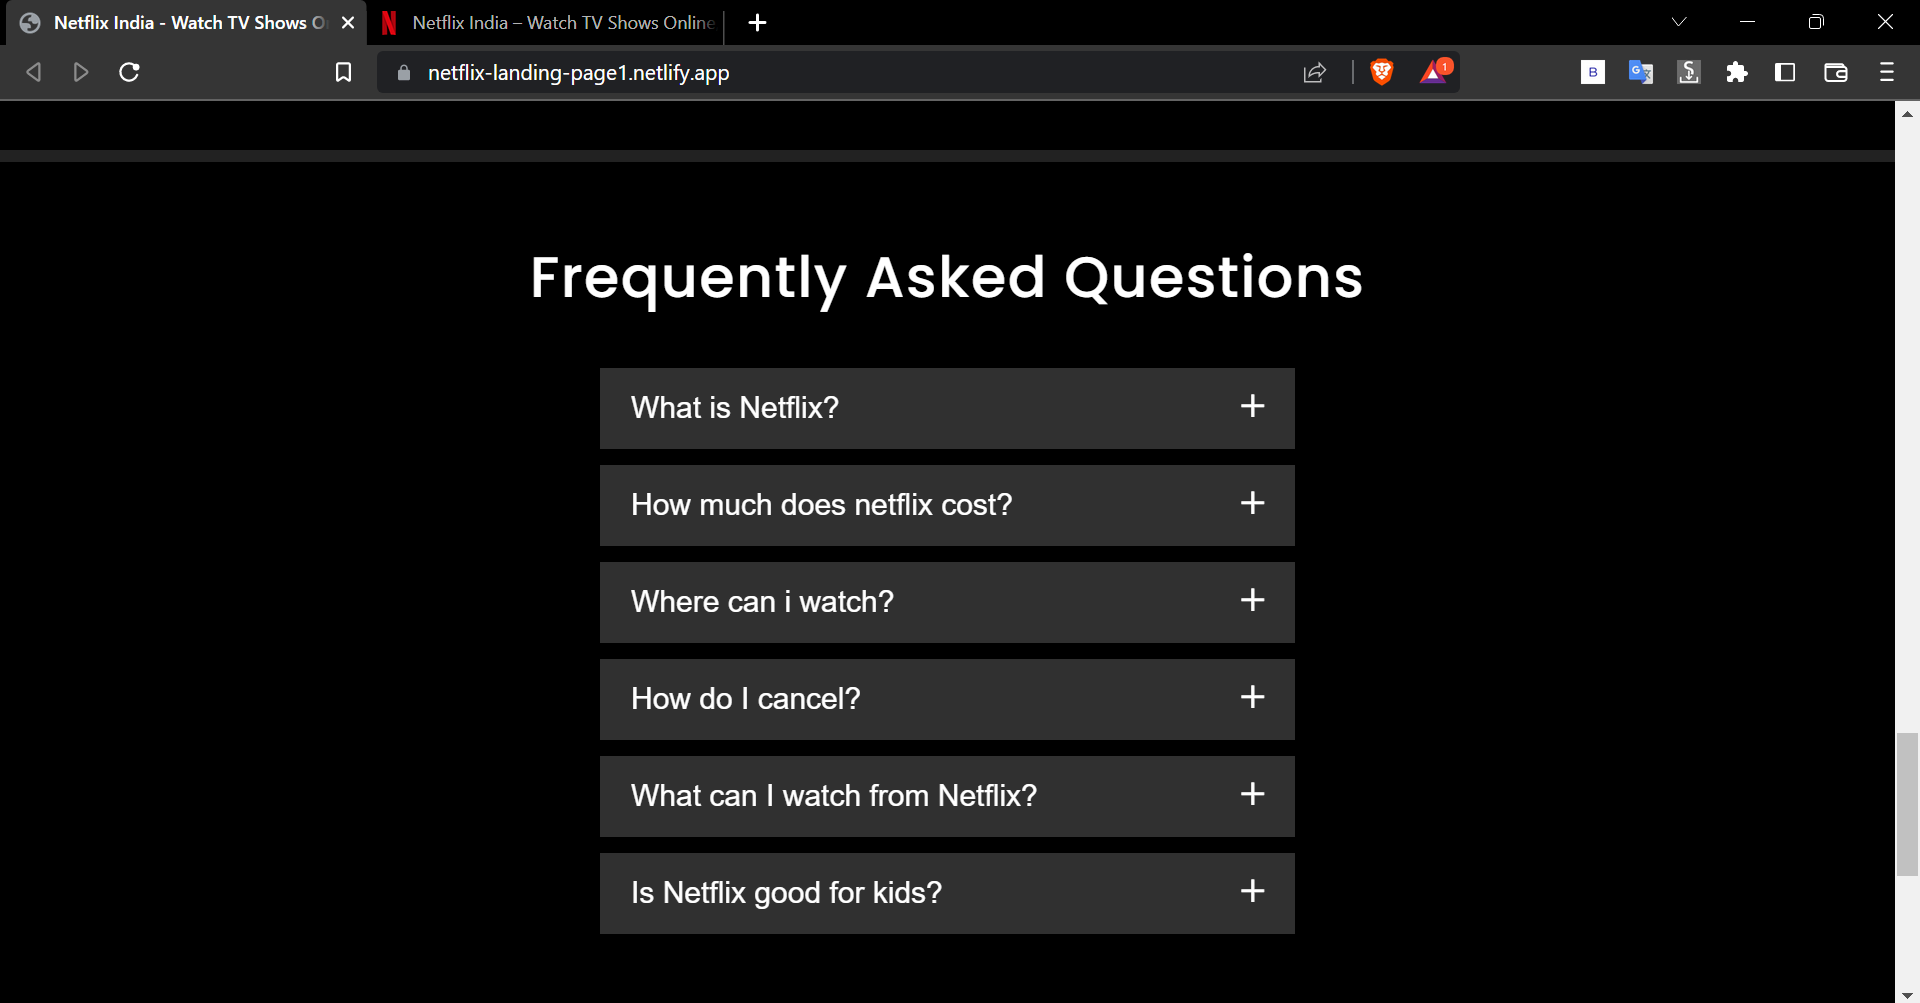 Netflix India - Watch TV Shows O
Netflix India – Watch TV Shows Online
netflix-landing-page1.netlify.app
1
B
G
Frequently Asked Questions
What is Netflix?
+
How much does netflix cost?
+
Where can i watch?
+
How do I cancel?
+
What can I watch from Netflix?
+
Is Netflix good for kids?
+